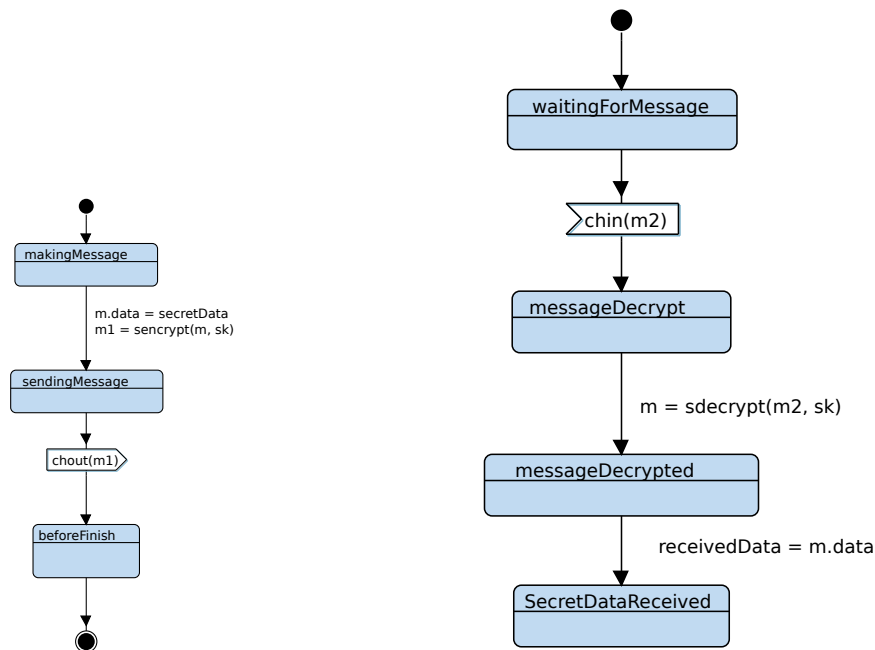 makingMessage
m.data = secretData
m1 = sencrypt(m, sk)
sendingMessage
chout(m1)
beforeFinish
waitingForMessage
chin(m2)
messageDecrypt
m = sdecrypt(m2, sk)
messageDecrypted
receivedData = m.data
SecretDataReceived